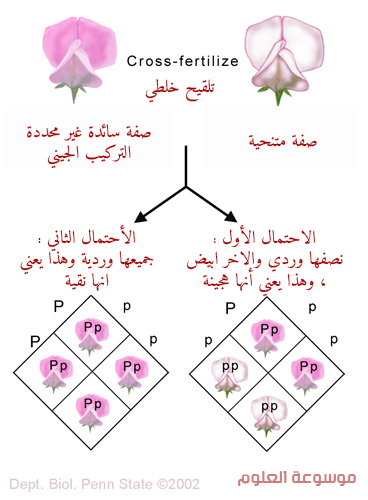 Cross-fertilize
تلقيح خلطي
صفة سائدة غير محددة
التركيب الجيني
صفة متنحية
الاحتمال الأول :
نصفها وردي والاخر ابيض
، وهذا يعني أنها هجينة
الأحتمال الثاني :
جميعها وردية وهذا يعني
انها نقية
P p
P p
Pp
Pp Pp
Pp
P p
p p
Pp
pp Pp
pp
موسوعة العلوم
Dept. Biol. Penn State ©2002